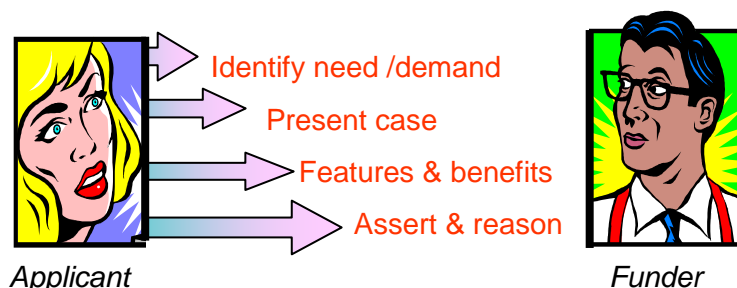 Identify need /demand
Present case
Features & benefits
Assert & reason
Applicant
Funder